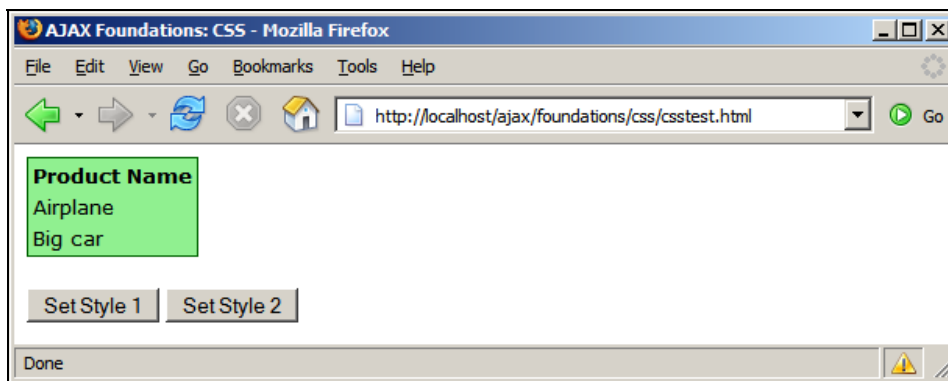 AJAX Foundations: CSS - Mozilla Firefox
File Edit View Go Bookmarks Tools Help
http://localhost/ajax/foundations/css/csstest.html Go
Product Name
Airplane
Big car
Set Style 1 Set Style 2
Done